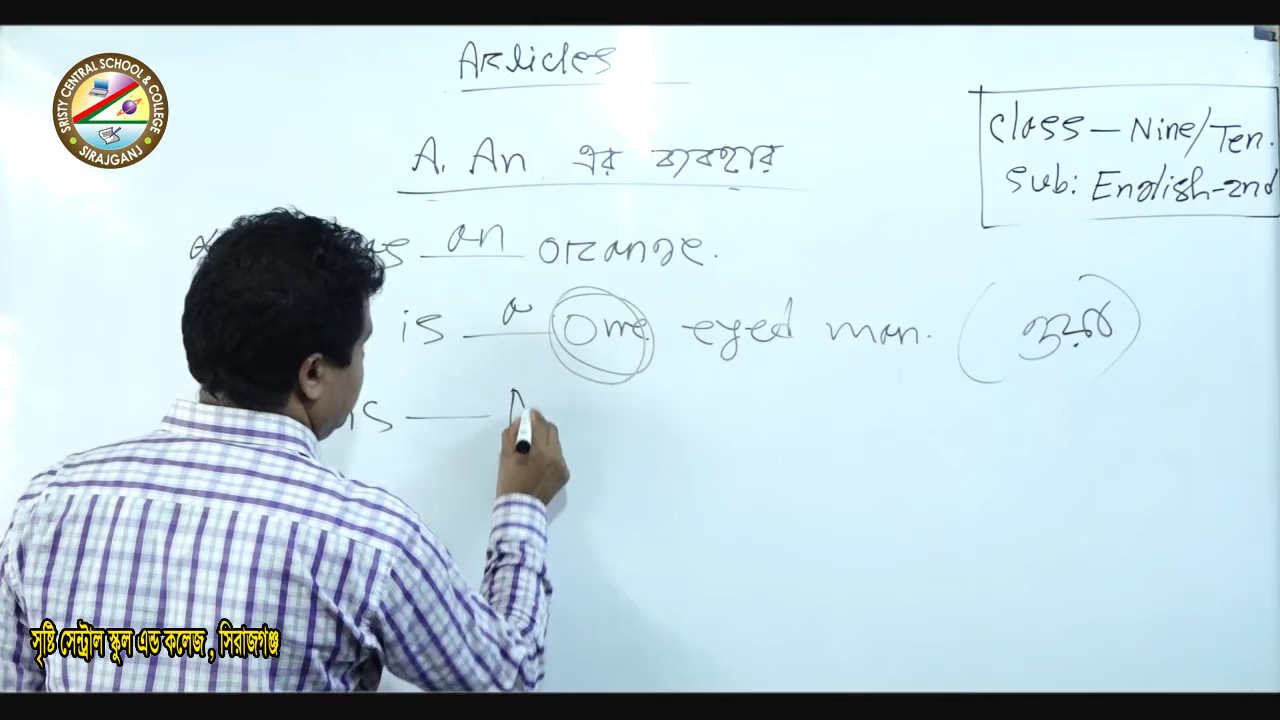 SRISTY CENTRAL SCHOOL & COLLEGE
SIRAJGANJ
Articles
Class – Nine/Ten.
Sub: English-2nd
A. An এর ব্যবহার
an orange.
is a One eyed man.
is
সৃষ্টি সেন্ট্রাল স্কুল এন্ড কলেজ, সিরাজগঞ্জ